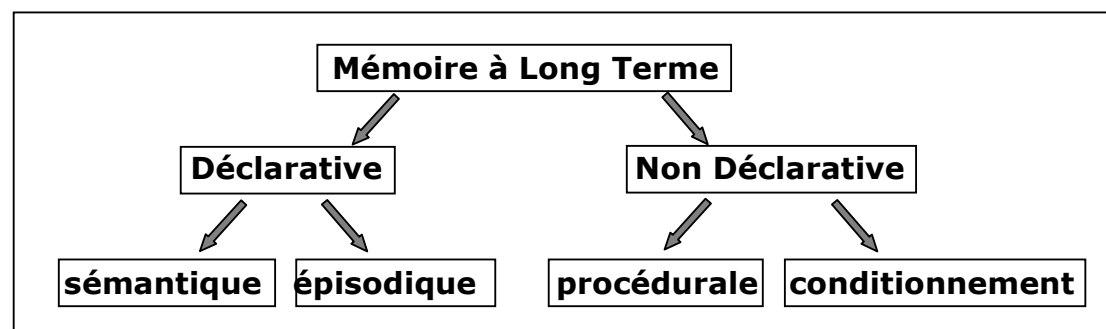 Mémoire à Long Terme
Déclarative Non Déclarative
sémantique épisodique procédurale conditionnement